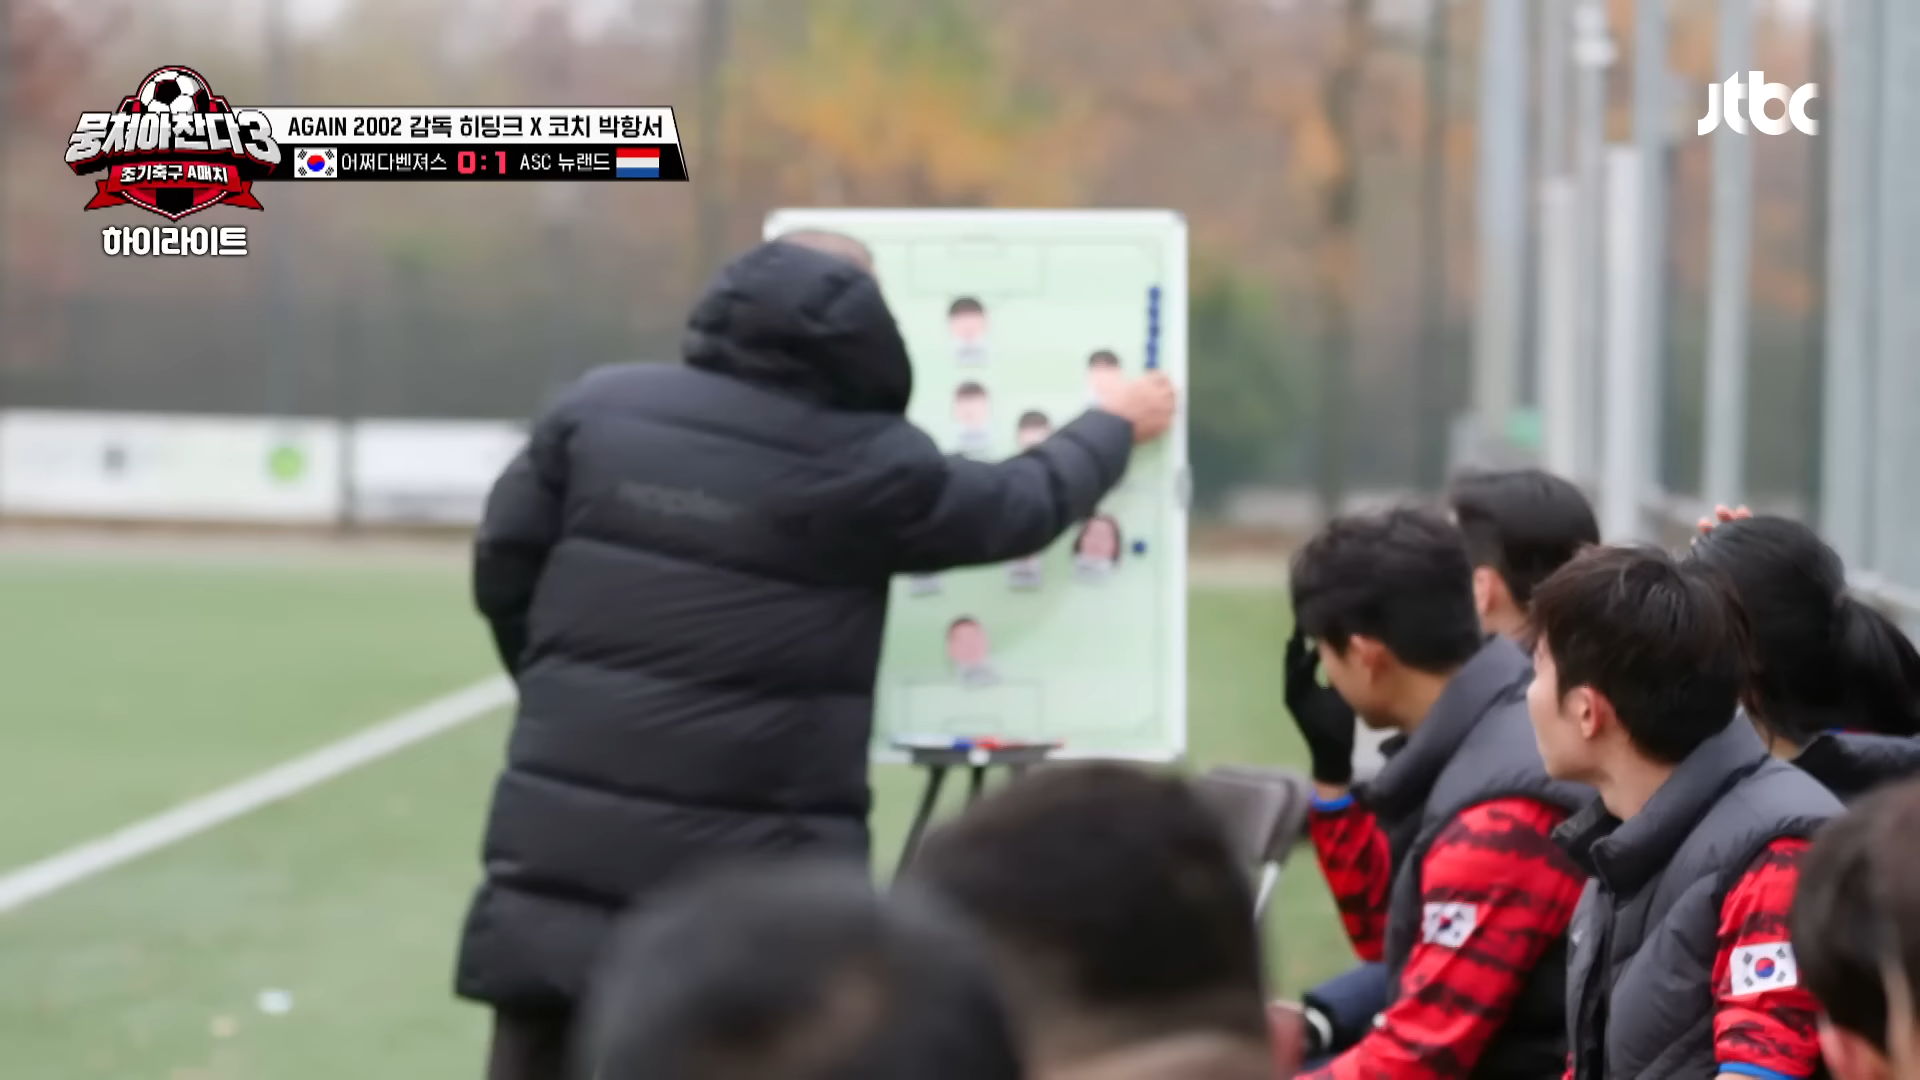 뭉쳐야찬다3
조기축구 A매치
하이라이트
AGAIN 2002 감독 히딩크 X 코치 박항서
어쩌다벤져스 0:1 ASC 뉴랜드
jtbc